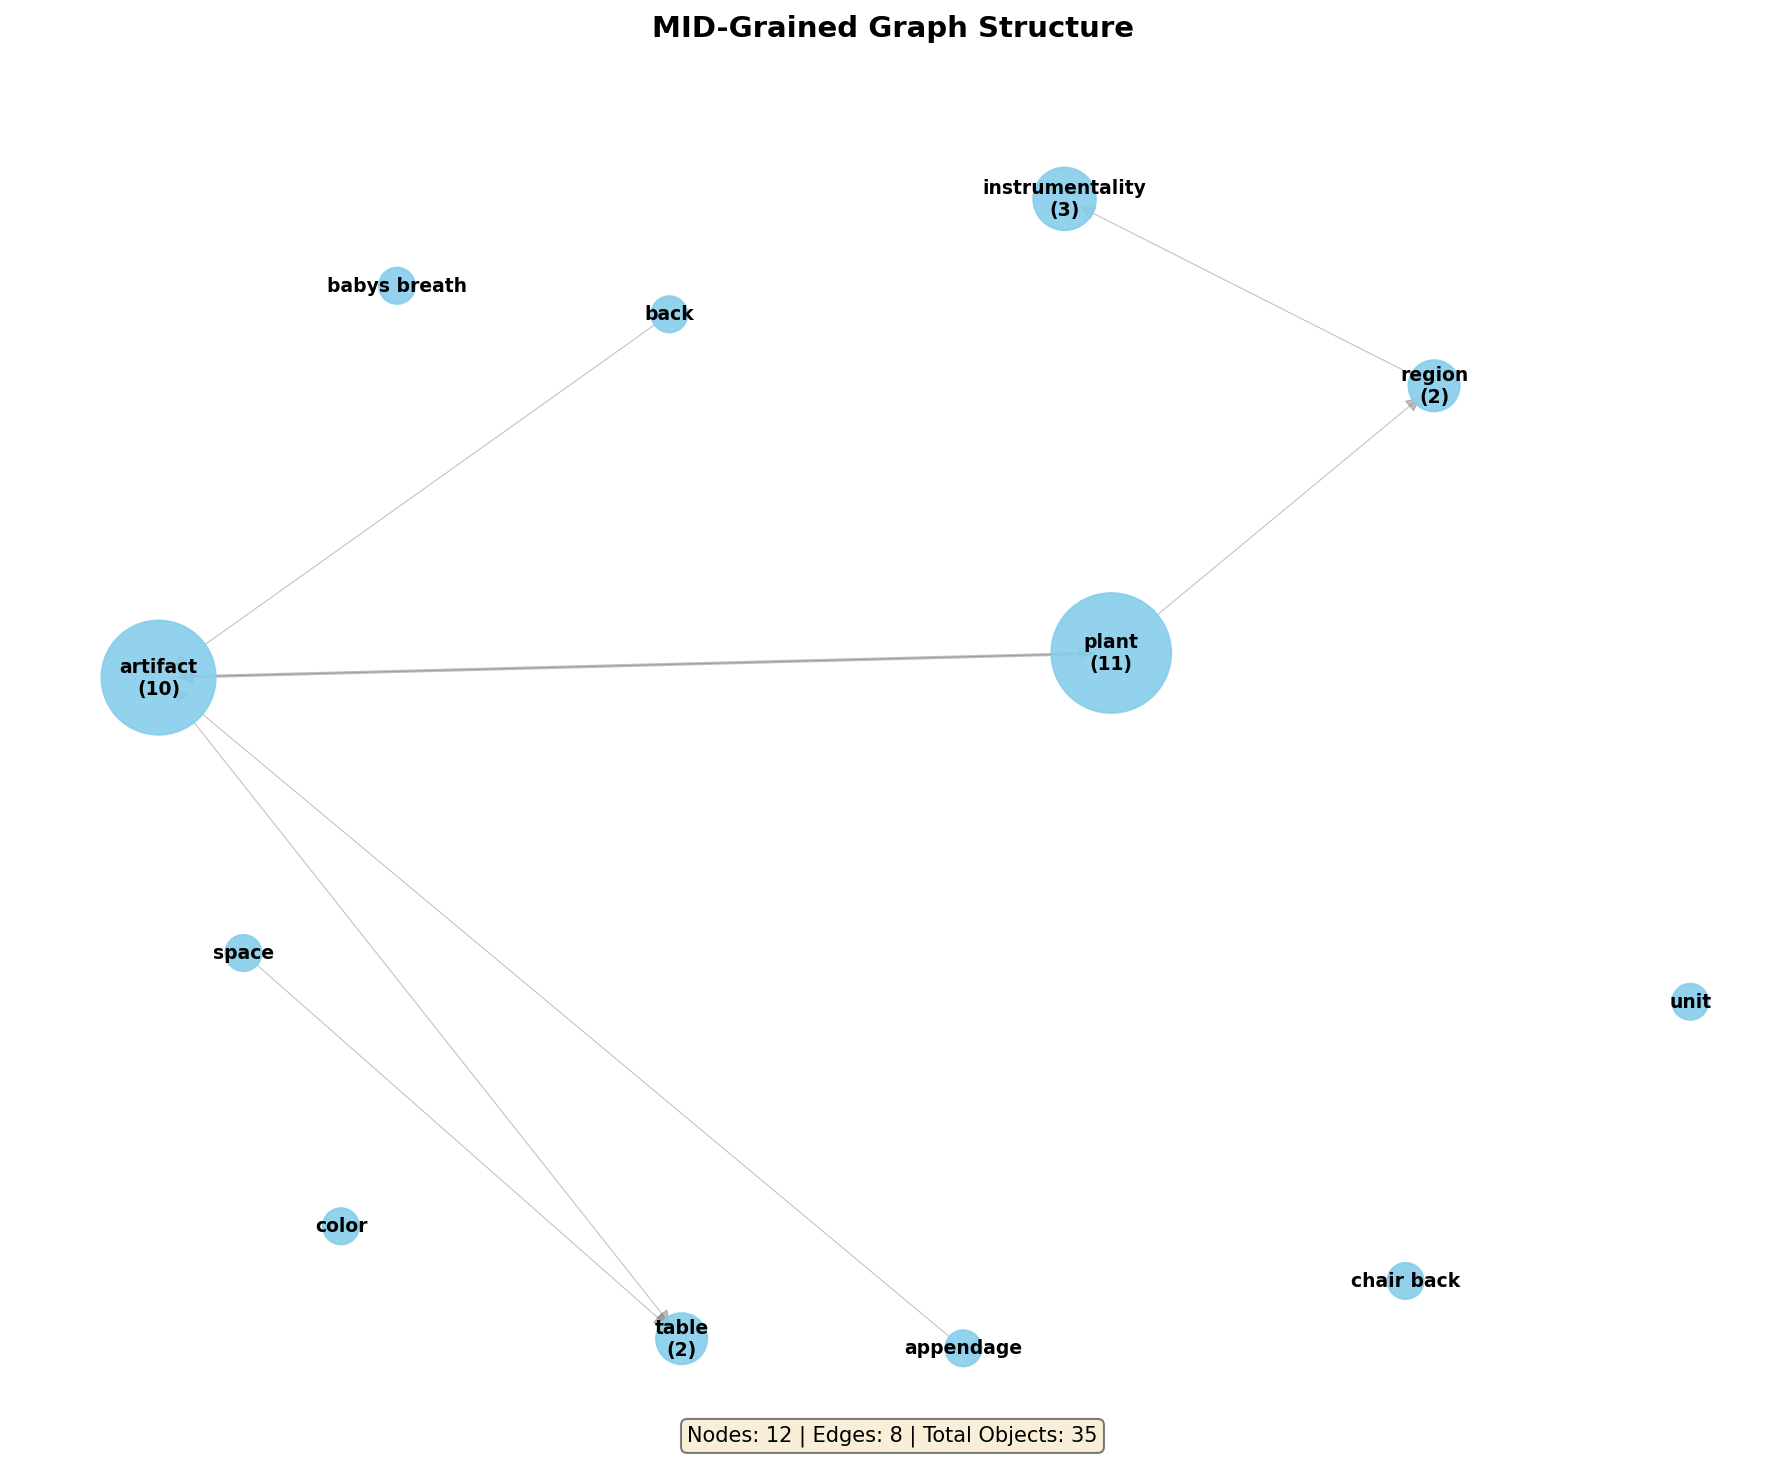 MID-Grained Graph Structure
instrumentality
(3)
babys breath
back
region
(2)
plant
(11)
artifact
(10)
space
unit
color
chair back
table
(2)
appendage
Nodes: 12 | Edges: 8 | Total Objects: 35